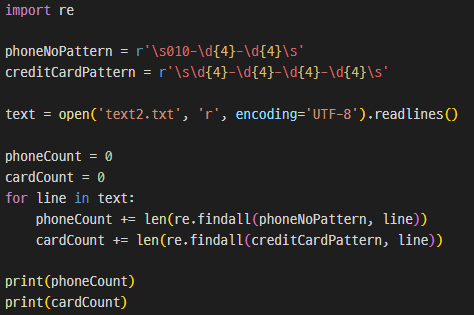 import re
phoneNoPattern = r'\s010-\d{4}-\d{4}\s'
creditCardPattern = r'\s\d{4}-\d{4}-\d{4}-\d{4}\s'
text = open('text2.txt', 'r', encoding='UTF-8').readlines()
phoneCount = 0
cardCount = 0
for line in text:
    phoneCount += len(re.findall(phoneNoPattern, line))
    cardCount += len(re.findall(creditCardPattern, line))
print(phoneCount)
print(cardCount)